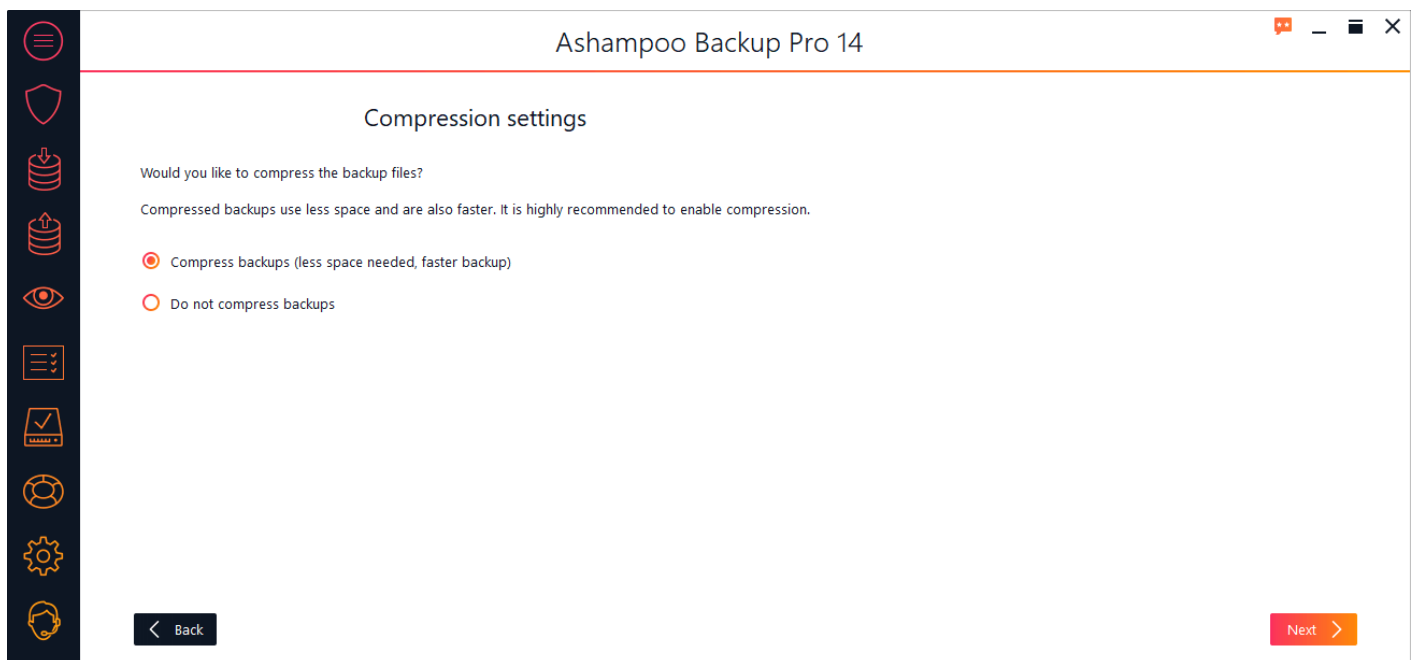 Ashampoo Backup Pro 14
Compression settings
Would you like to compress the backup files?
Compressed backups use less space and are also faster. It is highly recommended to enable compression.
Compress backups (less space needed, faster backup)
Do not compress backups
Back
Next